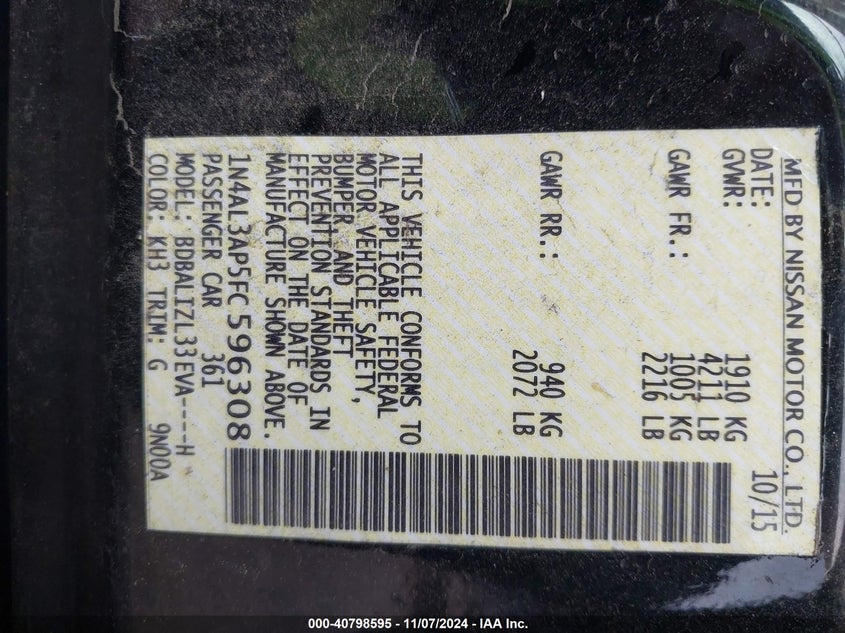 MFD BY NISSAN MOTOR CO., LTD.
DATE: 10/15
GVWR: 1910 KG
4211 LB
GAWR FR.: 1005 KG
2216 LB
GAWR RR.: 940 KG
2072 LB
THIS VEHICLE CONFORMS TO
ALL APPLICABLE FEDERAL
MOTOR VEHICLE SAFETY,
BUMPER AND THEFT
PREVENTION STANDARDS IN
EFFECT ON THE DATE OF
MANUFACTURE SHOWN ABOVE.
1N4AL3AP5FC596308
PASSENGER CAR 361
MODEL: BDBALIZL33EVA----H
COLOR: KH3 TRIM: G 9N00A
000-40798595 - 11/07/2024 - IAA Inc.